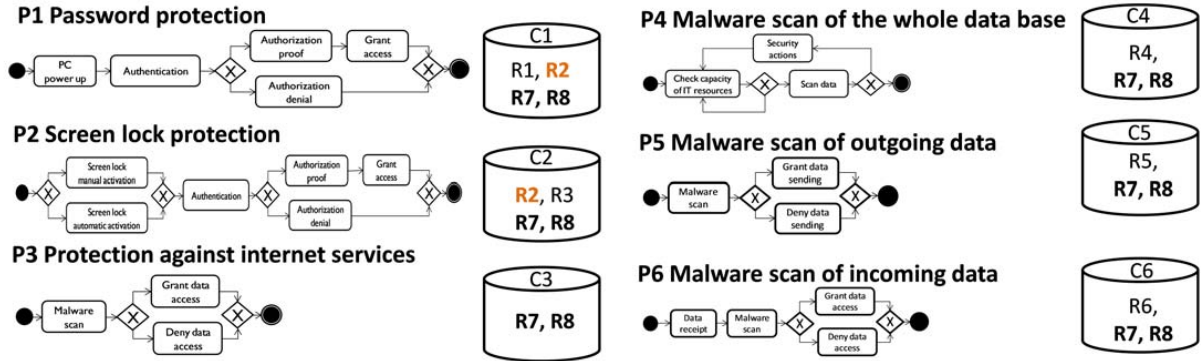 P1 Password protection
PC
power up
Authentication
X
Authorization
proof
Grant
access
Authorization
denial
X
C1
R1, R2
R7, R8
P2 Screen lock protection
X
Screen lock
manual activation
Screen lock
automatic activation
X
Authentication
X
Authorization
proof
Grant
access
Authorization
denial
X
C2
R2, R3
R7, R8
P3 Protection against internet services
Malware
scan
X
Grant data
access
Deny data
access
X
C3
R7, R8
P4 Malware scan of the whole data base
Security
actions
Check capacity
of IT resources
X
Scan data
X
C4
R4,
R7, R8
P5 Malware scan of outgoing data
Malware
scan
X
Grant data
sending
Deny data
sending
X
C5
R5,
R7, R8
P6 Malware scan of incoming data
Data
receipt
Malware
scan
X
Grant data
access
Deny data
access
X
C6
R6,
R7, R8